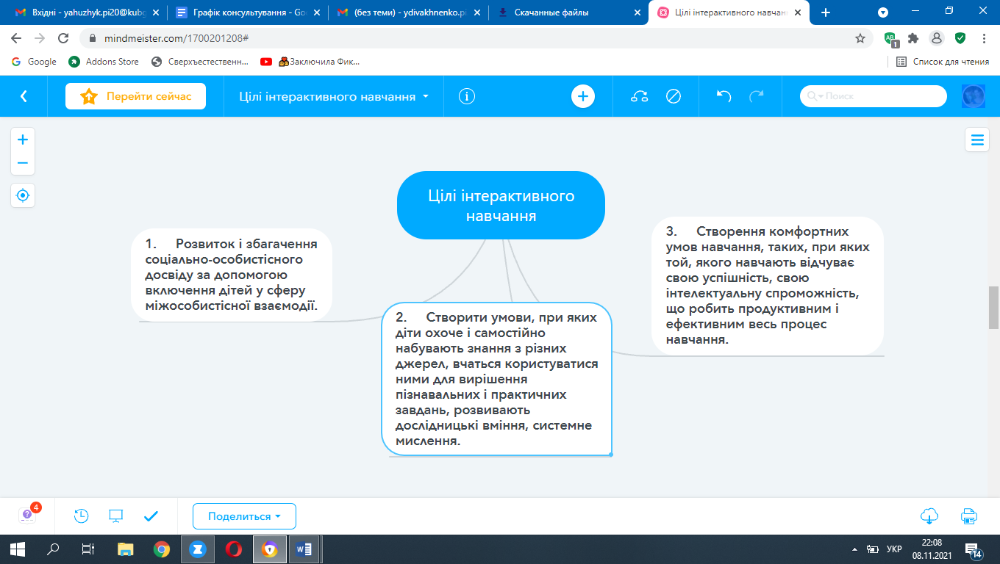 Вхідні - yahuzhyk.pi20@kubg
Графік консультування - Goo
(без теми) - ydivakhnenko.pi
Скачанные файлы
Цілі інтерактивного навчанн
mindmeister.com/1700201208#
1
Google
Addons Store
Сверхъестественн...
Заключила Фик...
Список для чтения
Перейти сейчас
Цілі інтерактивного навчання
Поиск
Цілі інтерактивного
навчання
1. Розвиток і збагачення
соціально-особистісного
досвіду за допомогою
включення дітей у сферу
міжособистісної взаємодії.
2. Створити умови, при яких
діти охоче і самостійно
набувають знання з різних
джерел, вчаться користуватися
ними для вирішення
пізнавальних і практичних
завдань, розвивають
дослідницькі вміння, системне
мислення.
3. Створення комфортних
умов навчання, таких, при яких
той, якого навчають відчуває
свою успішність, свою
інтелектуальну спроможність,
що робить продуктивним і
ефективним весь процес
навчання.
4
Поделиться
УКР
22:08
08.11.2021
14